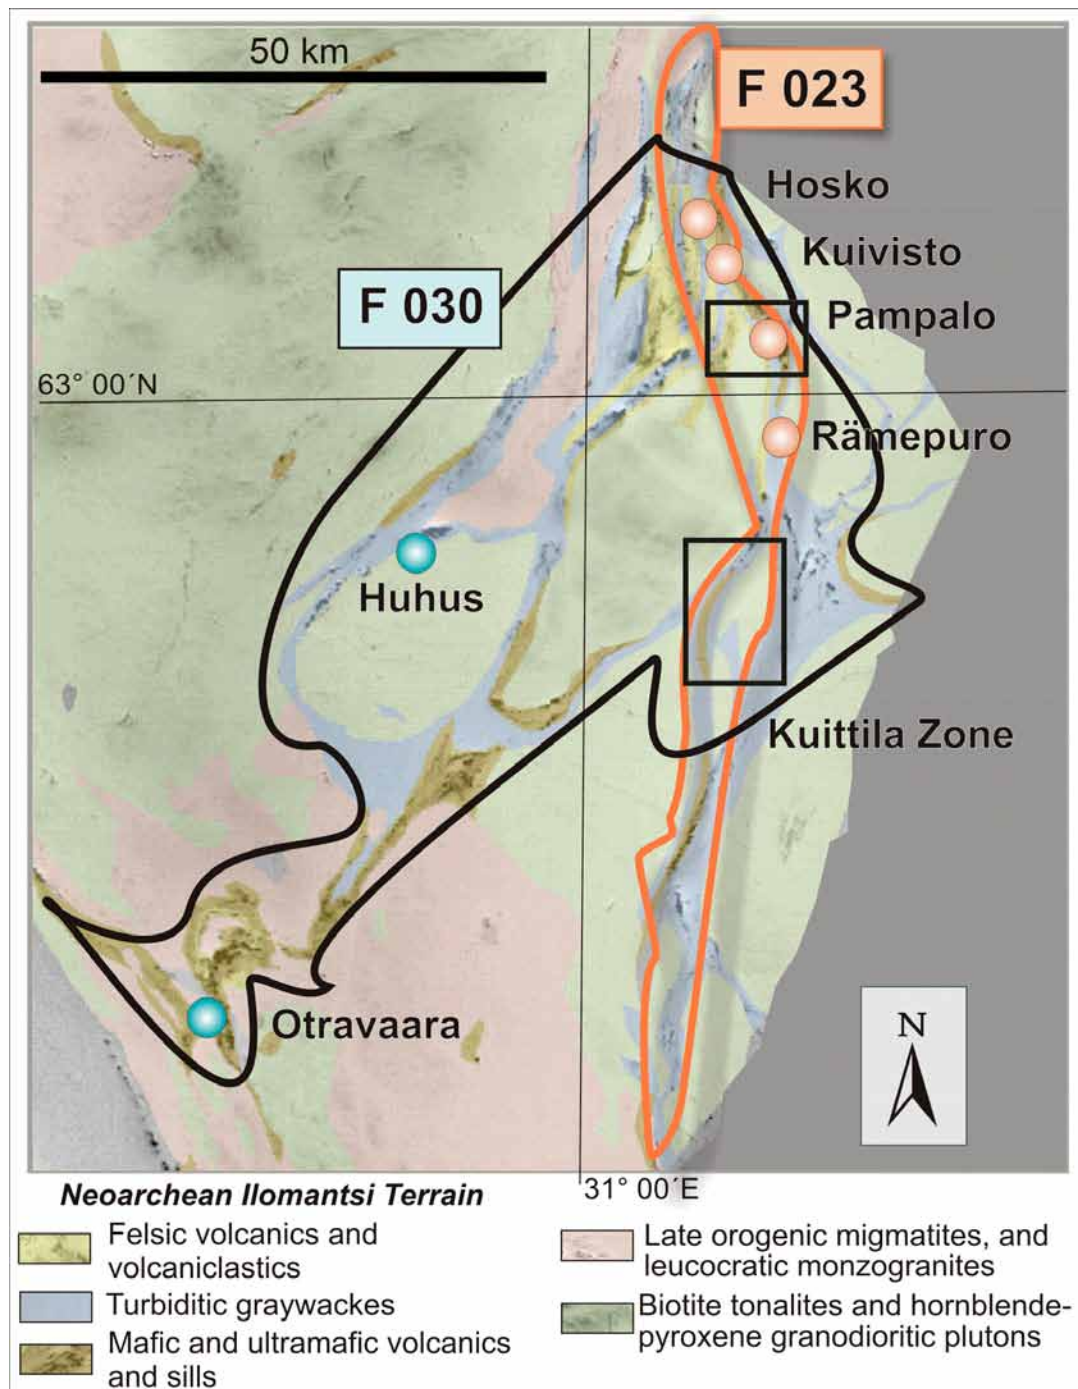 50 km
F 023
Hosko
Kuivisto
F 030
Pampalo
63° 00´N
Rämepuro
Huhus
Kuittila Zone
Otravaara
N
31° 00´E
Neoarchean Ilomantsi Terrain
Felsic volcanics and
volcaniclastics
Turbiditic graywackes
Mafic and ultramafic volcanics
and sills
Late orogenic migmatites, and
leucocratic monzogranites
Biotite tonalites and hornblende-
pyroxene granodioritic plutons